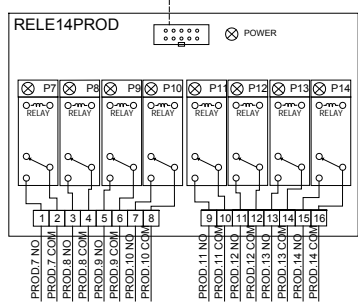 RELE14PROD
POWER
P7 P8 P9 P10 P11 P12 P13 P14
RELAY RELAY RELAY RELAY RELAY RELAY RELAY RELAY
1 2 3 4 5 6 7 8 9 10 11 12 13 14 15 16
PROD.7 NO
PROD.7 COM
PROD.8 NO
PROD.8 COM
PROD.9 NO
PROD.9 COM
PROD.10 NO
PROD.10 COM
PROD.11 NO
PROD.11 COM
PROD.12 NO
PROD.12 COM
PROD.13 NO
PROD.13 COM
PROD.14 NO
PROD.14 COM